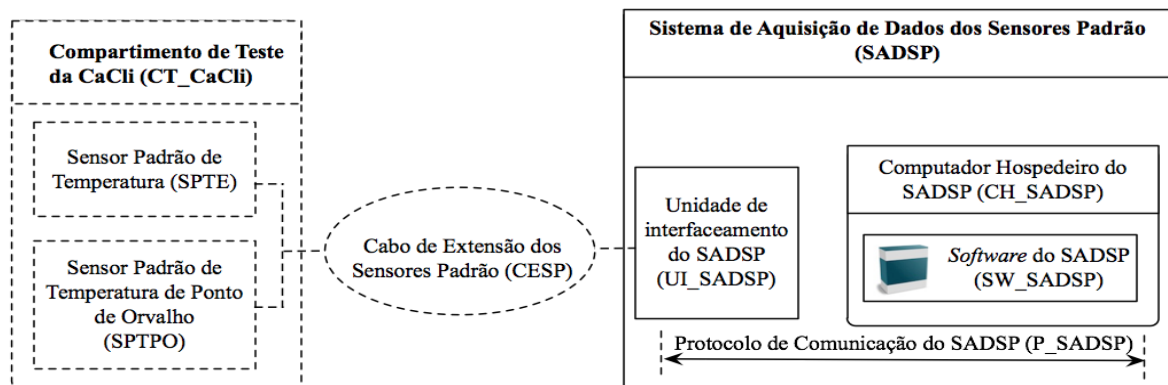 Compartimento de Teste
da CaCli (CT_CaCli)
Sensor Padrão de
Temperatura (SPTE)
Sensor Padrão de
Temperatura de Ponto
de Orvalho
(SPTPO)
Cabo de Extensão dos
Sensores Padrão (CESP)
Sistema de Aquisição de Dados dos Sensores Padrão
(SADSP)
Unidade de
interfaceamento
do SADSP
(UI_SADSP)
Computador Hospedeiro do
SADSP (CH_SADSP)
Software do SADSP
(SW_SADSP)
Protocolo de Comunicação do SADSP (P_SADSP)